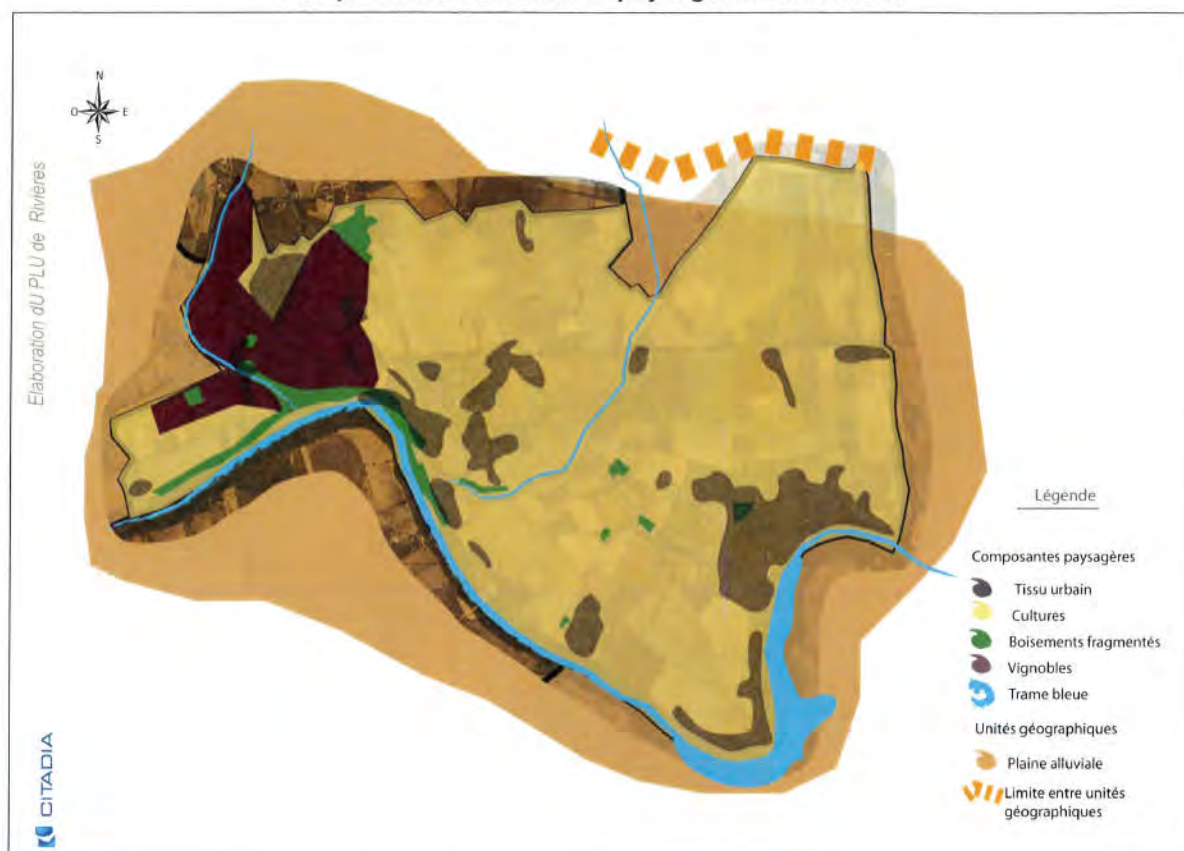 N
O
E
S
Elaboration dU PLU de Rivières
Légende
Composantes paysagères
Tissu urbain
Cultures
Boisements fragmentés
Vignobles
Trame bleue
Unités géographiques
Plaine alluviale
Limite entre unités
géographiques
CITADIA